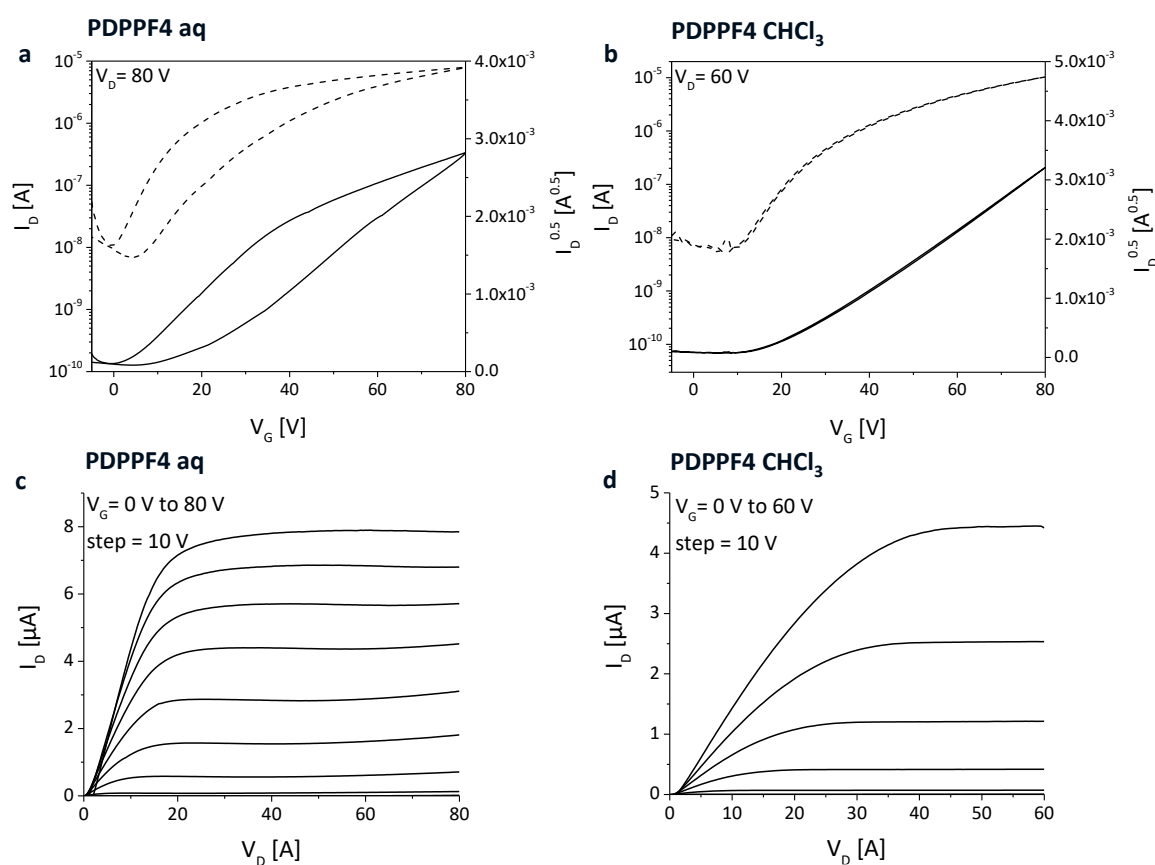 PDPPF4 aq
a
V_D= 80 V
10^-5
10^-6
10^-7
10^-8
10^-9
10^-10
I_D [A]
4.0x10^-3
3.0x10^-3
2.0x10^-3
1.0x10^-3
0.0
I_D^0.5 [A^0.5]
0 20 40 60 80
V_G [V]
PDPPF4 CHCl_3
b
V_D= 60 V
10^-5
10^-6
10^-7
10^-8
10^-9
10^-10
I_D [A]
5.0x10^-3
4.0x10^-3
3.0x10^-3
2.0x10^-3
1.0x10^-3
0.0
I_D^0.5 [A^0.5]
0 20 40 60 80
V_G [V]
PDPPF4 aq
c
V_G= 0 V to 80 V
step = 10 V
8
6
4
2
0
I_D [µA]
0 20 40 60 80
V_D [A]
PDPPF4 CHCl_3
d
V_G= 0 V to 60 V
step = 10 V
5
4
3
2
1
0
I_D [µA]
0 10 20 30 40 50 60
V_D [A]